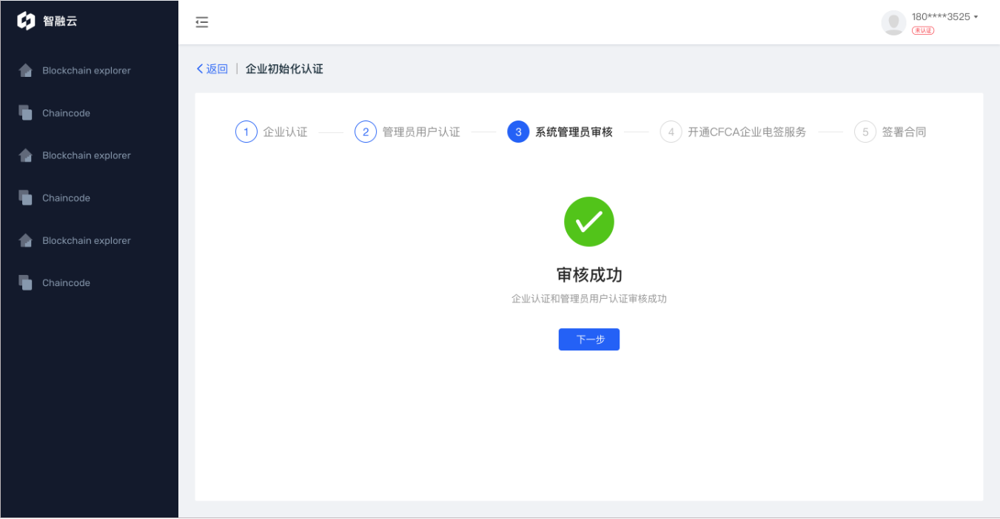 智融云
180****3525
未认证
Blockchain explorer
Chaincode
Blockchain explorer
Chaincode
Blockchain explorer
Chaincode
返回 | 企业初始化认证
1 企业认证 2 管理员用户认证 3 系统管理员审核 4 开通CFCA企业电签服务 5 签署合同
审核成功
企业认证和管理员用户认证审核成功
下一步